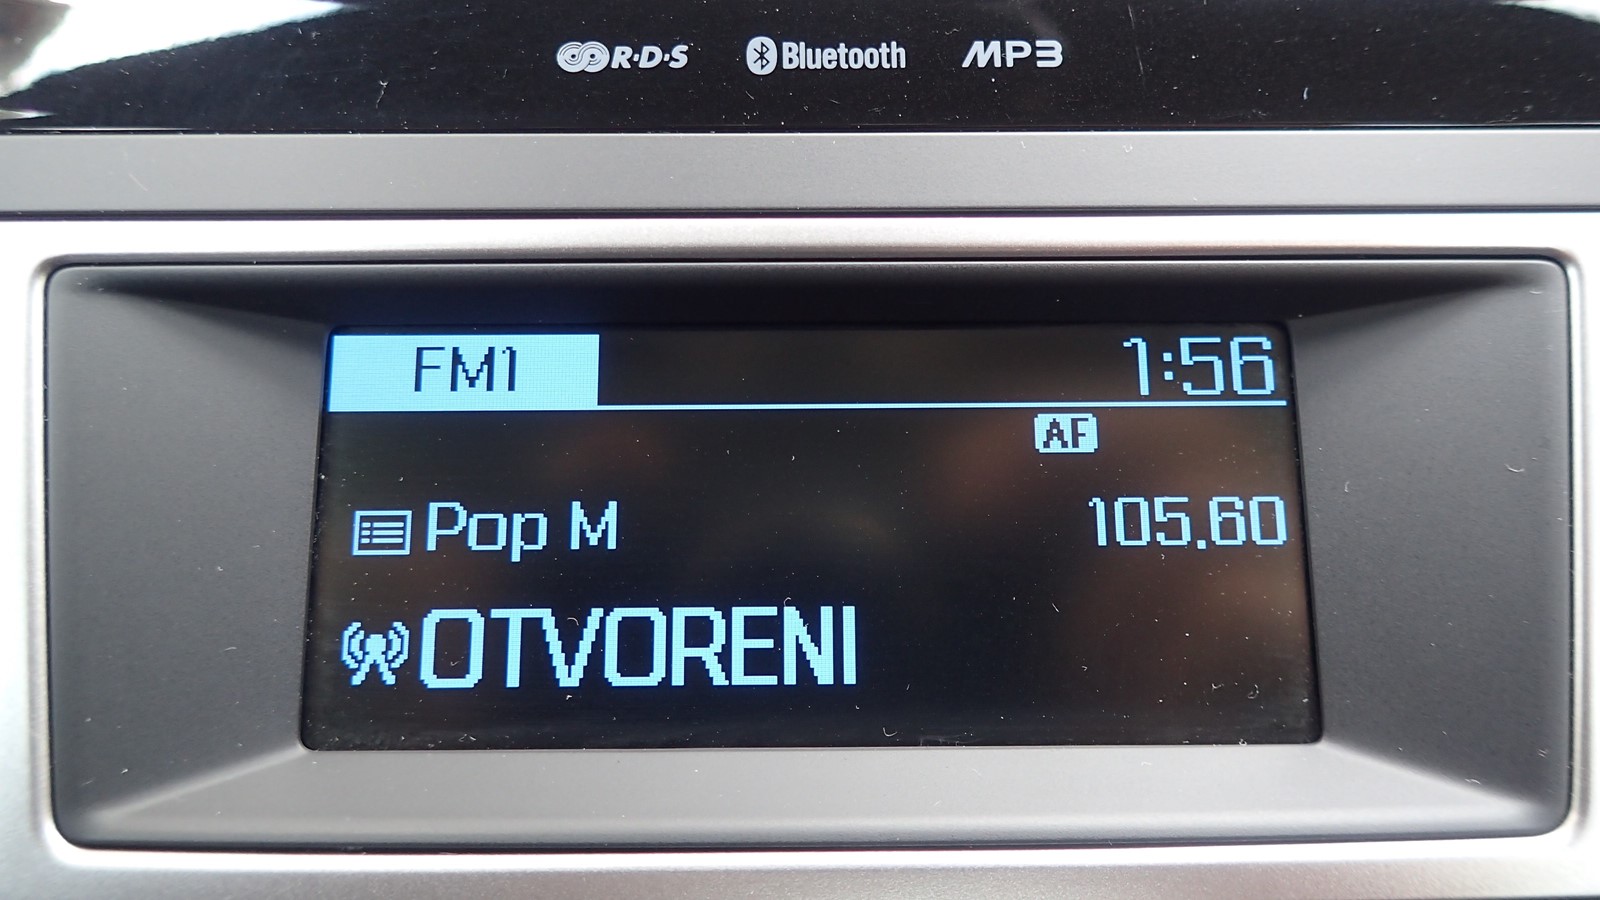 R·D·S Bluetooth MP3
FM1 1:56
AF
Pop M 105.60
OTVORENI